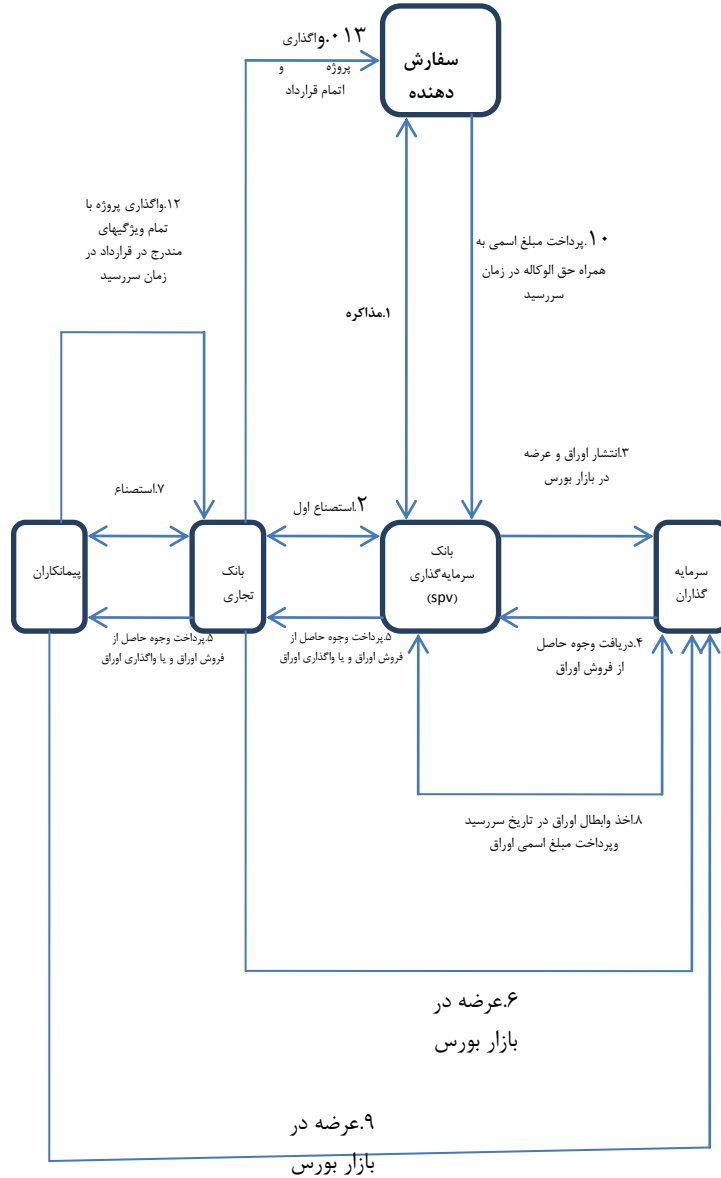 ۰۱۳.واگذاری
پروژه و
اتمام قرارداد
سفارش
دهنده
۱۲.واگذاری پروژه با
تمام ویژگیهای
مندرج در قرارداد در
زمان سررسید
۱۰.پرداخت مبلغ اسمی به
همراه حق الوکاله در زمان
سررسید
۱.مذاکره
۳.انتشار اوراق و عرضه
در بازار بورس
۷.استصناع
۲.استصناع اول
پیمانکاران
بانک
تجاری
بانک
سرمایه‌گذاری
(spv)
سرمایه
گذاران
۵.پرداخت وجوه حاصل از
فروش اوراق و یا واگذاری اوراق
۵.پرداخت وجوه حاصل از
فروش اوراق و یا واگذاری اوراق
۴.دریافت وجوه حاصل
از فروش اوراق
۸.اخذ وابطال اوراق در تاریخ سررسید
وپرداخت مبلغ اسمی اوراق
۶.عرضه در
بازار بورس
۹.عرضه در
بازار بورس